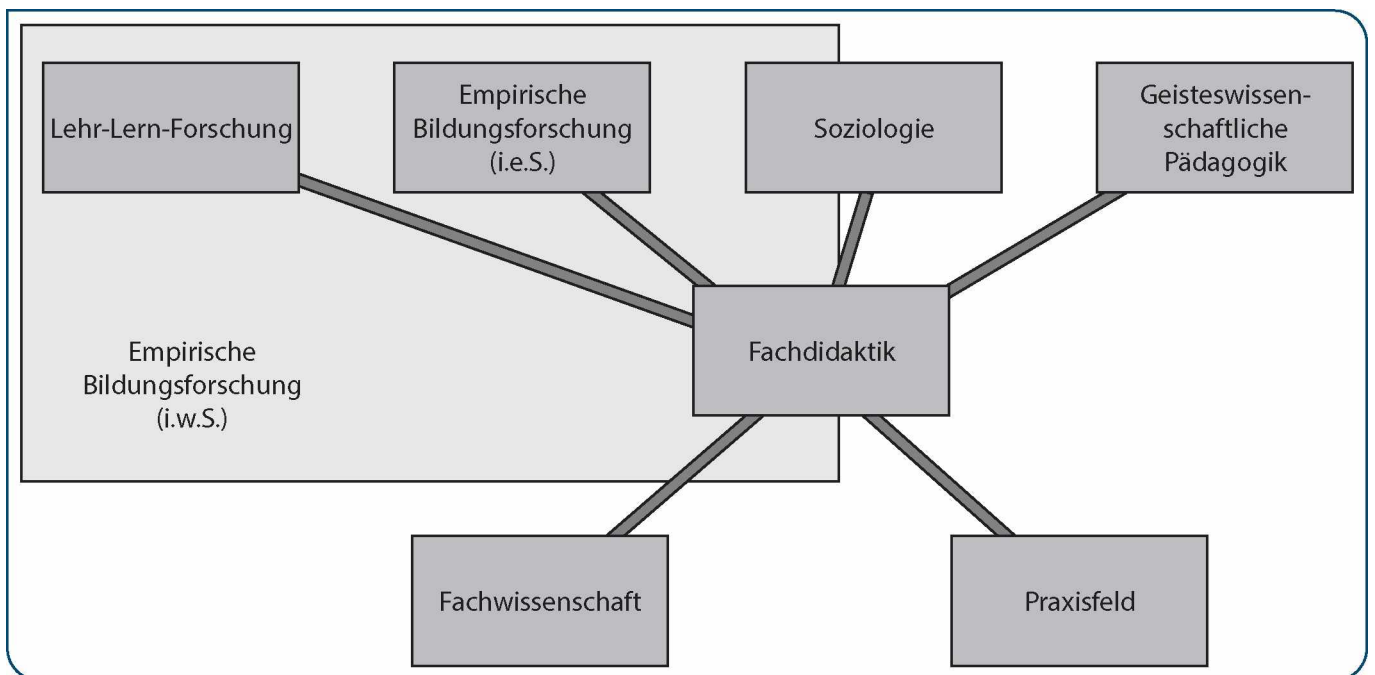 Lehr-Lern-Forschung
Empirische
Bildungsforschung
(i.e.S.)
Soziologie
Geisteswissen-
schaftliche
Pädagogik
Empirische
Bildungsforschung
(i.w.S.)
Fachdidaktik
Fachwissenschaft
Praxisfeld